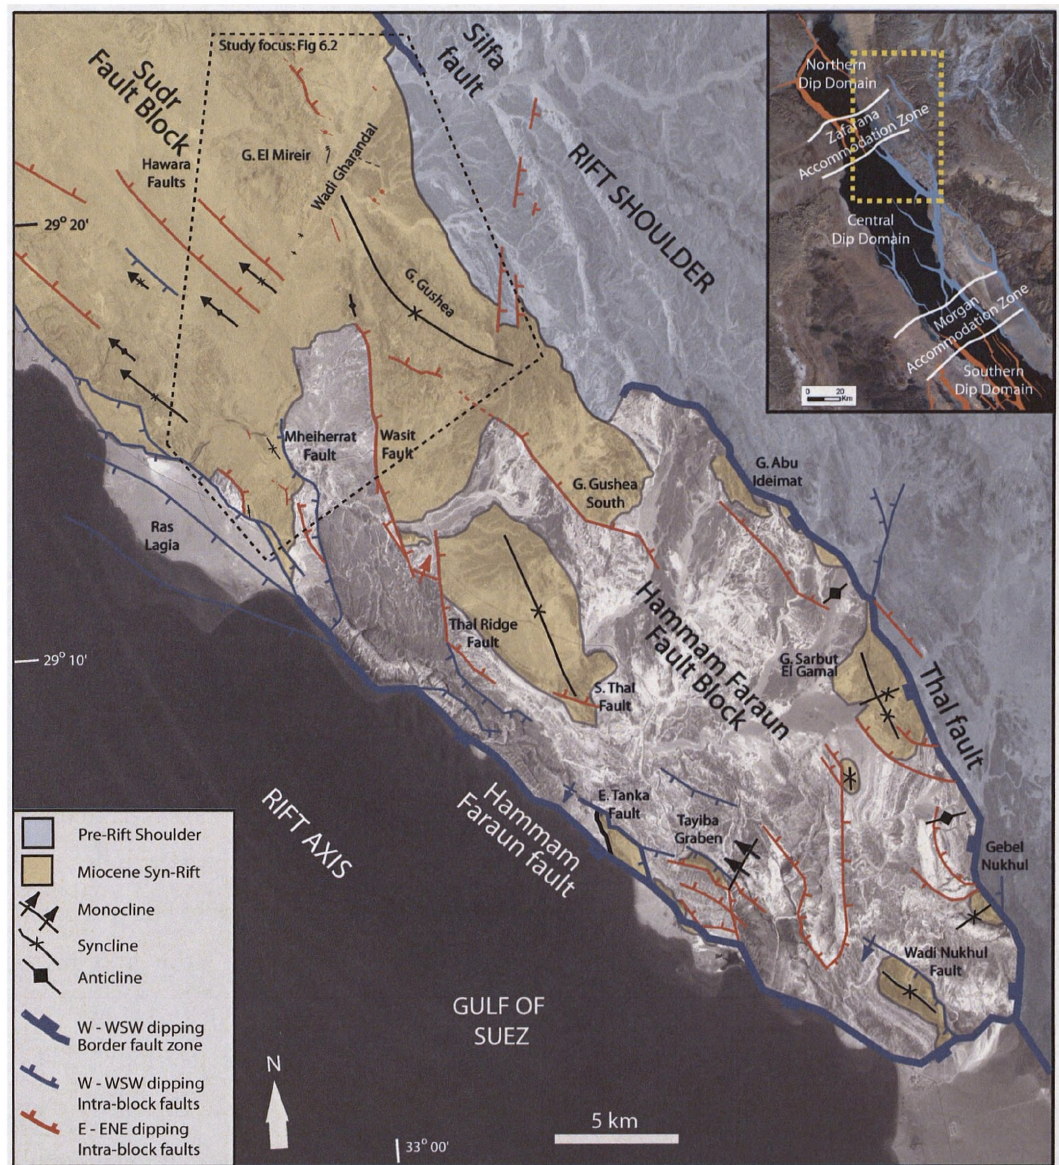 Study focus: Fig 6.2
Sudr
Fault Block
Silfa
fault
Hawara
Faults
G. El Mireir
Wadi Gharandal
RIFT SHOULDER
29° 20'
G. Gushea
Mheiherrat
Fault
Wasit
Fault
G. Gushea
South
G. Abu
Ideimat
Ras
Lagia
Hammam Faraun
Fault Block
29° 10'
Thal Ridge
Fault
S. Thal
Fault
G. Sarbut
El Gamal
Thal fault
RIFT AXIS
Hammam
Faraun fault
E. Tanka
Fault
Tayiba
Graben
Gebel
Nukhul
Wadi Nukhul
Fault
GULF OF
SUEZ
N
33° 00'
5 km
Northern
Dip Domain
Zafarana
Accommodation Zone
Central
Dip Domain
Morgan
Accommodation Zone
Southern
Dip Domain
0 20
Km
Pre-Rift Shoulder
Miocene Syn-Rift
Monocline
Syncline
Anticline
W - WSW dipping
Border fault zone
W - WSW dipping
Intra-block faults
E - ENE dipping
Intra-block faults